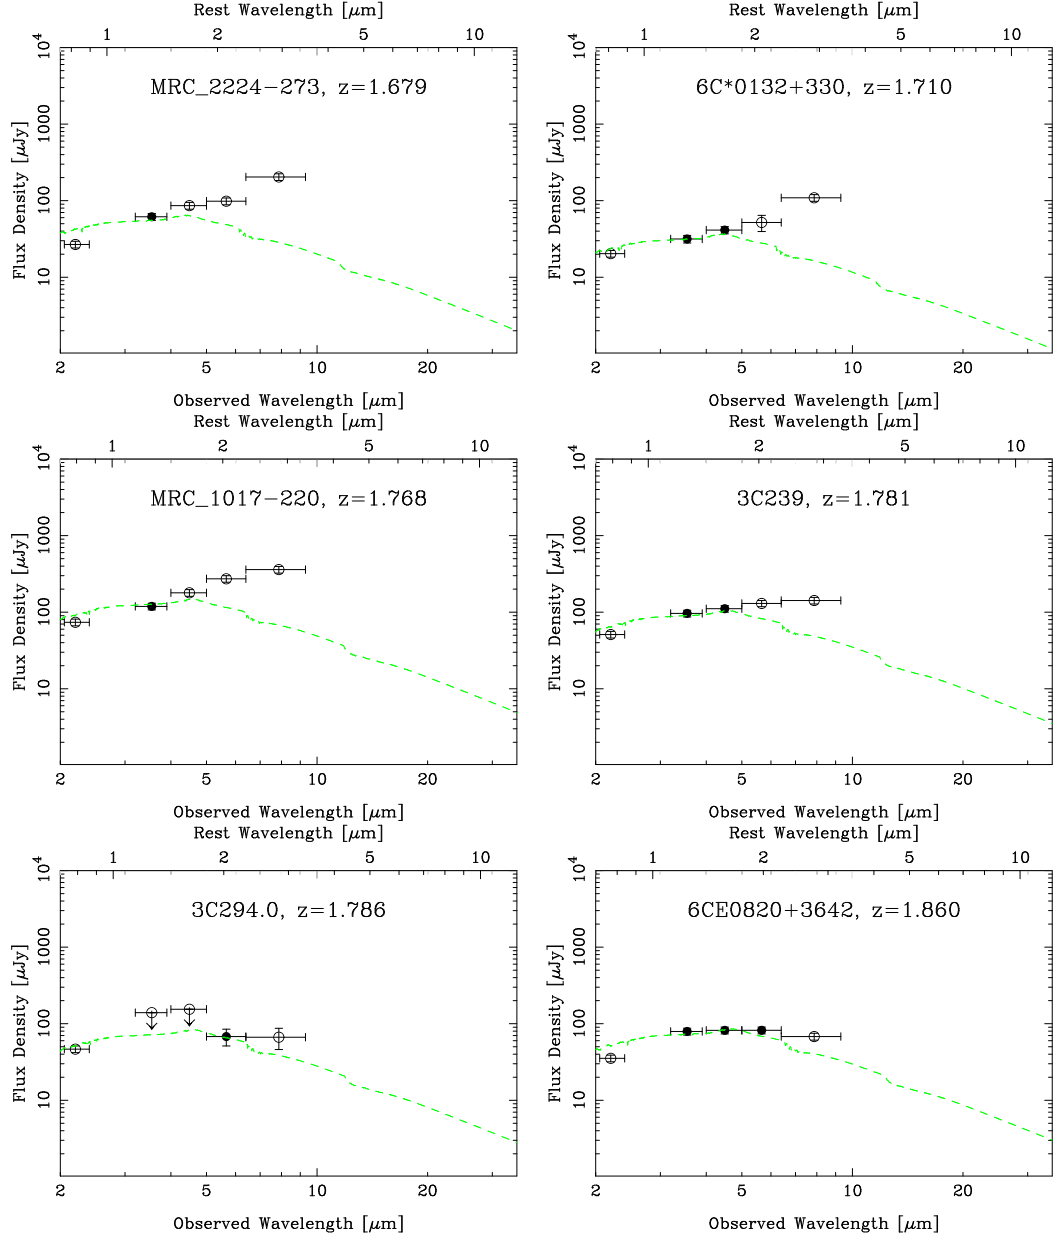 Rest Wavelength [μm]
1 2 5 10
10⁴
1000
100
10
Flux Density [μJy]
MRC_2224−273, z=1.679
2 5 10 20
Observed Wavelength [μm]
Rest Wavelength [μm]
1 2 5 10
10⁴
1000
100
10
Flux Density [μJy]
6C*0132+330, z=1.710
2 5 10 20
Observed Wavelength [μm]
Rest Wavelength [μm]
1 2 5 10
10⁴
1000
100
10
Flux Density [μJy]
MRC_1017−220, z=1.768
2 5 10 20
Observed Wavelength [μm]
Rest Wavelength [μm]
1 2 5 10
10⁴
1000
100
10
Flux Density [μJy]
3C239, z=1.781
2 5 10 20
Observed Wavelength [μm]
Rest Wavelength [μm]
1 2 5 10
10⁴
1000
100
10
Flux Density [μJy]
3C294.0, z=1.786
2 5 10 20
Observed Wavelength [μm]
Rest Wavelength [μm]
1 2 5 10
10⁴
1000
100
10
Flux Density [μJy]
6CE0820+3642, z=1.860
2 5 10 20
Observed Wavelength [μm]